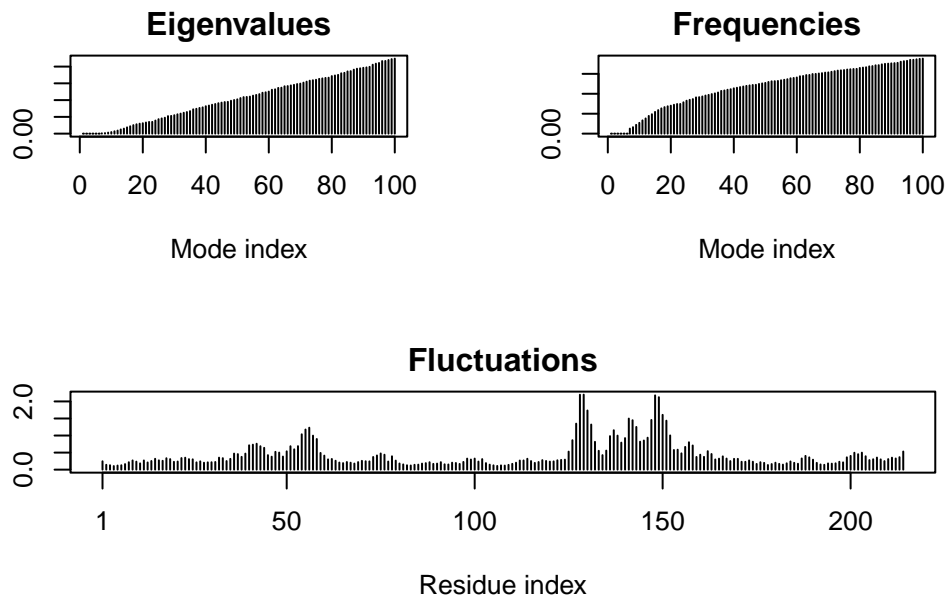 Eigenvalues
0.00
0 20 40 60 80 100
Mode index
Frequencies
0.00
0 20 40 60 80 100
Mode index
Fluctuations
2.0
0.0
1 50 100 150 200
Residue index